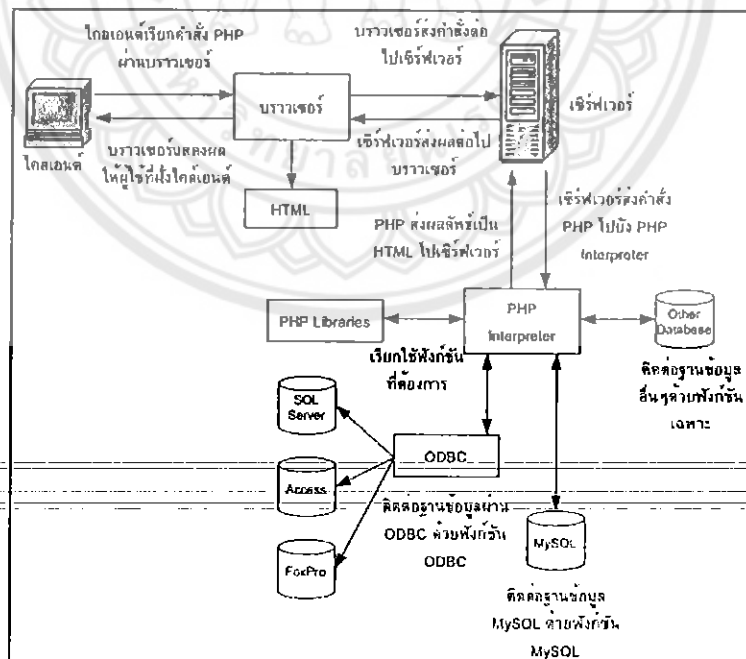 ไคลเอนต์เรียกคำสั่ง PHP
ผ่านบราวเซอร์
บราวเซอร์ส่งคำสั่งต่อ
ไปเซิร์ฟเวอร์
บราวเซอร์
เซิร์ฟเวอร์
ไคลเอนต์
บราวเซอร์แสดงผล
ให้ผู้ใช้ที่ฝั่งไคลเอนต์
เซิร์ฟเวอร์ส่งผลต่อไป
บราวเซอร์
HTML
PHP ส่งผลลัพธ์เป็น
HTML ไปเซิร์ฟเวอร์
เซิร์ฟเวอร์ส่งคำสั่ง
PHP ไปยัง PHP
Interpreter
PHP Libraries
PHP
Interpreter
Other
Database
เรียกใช้ฟังก์ชัน
ที่ต้องการ
ติดต่อฐานข้อมูล
อื่นๆด้วยฟังก์ชัน
เฉพาะ
SQL
Server
ODBC
Access
ติดต่อฐานข้อมูลผ่าน
ODBC ด้วยฟังก์ชัน
ODBC
FoxPro
MySQL
ติดต่อฐานข้อมูล
MySQL ด้วยฟังก์ชัน
MySQL